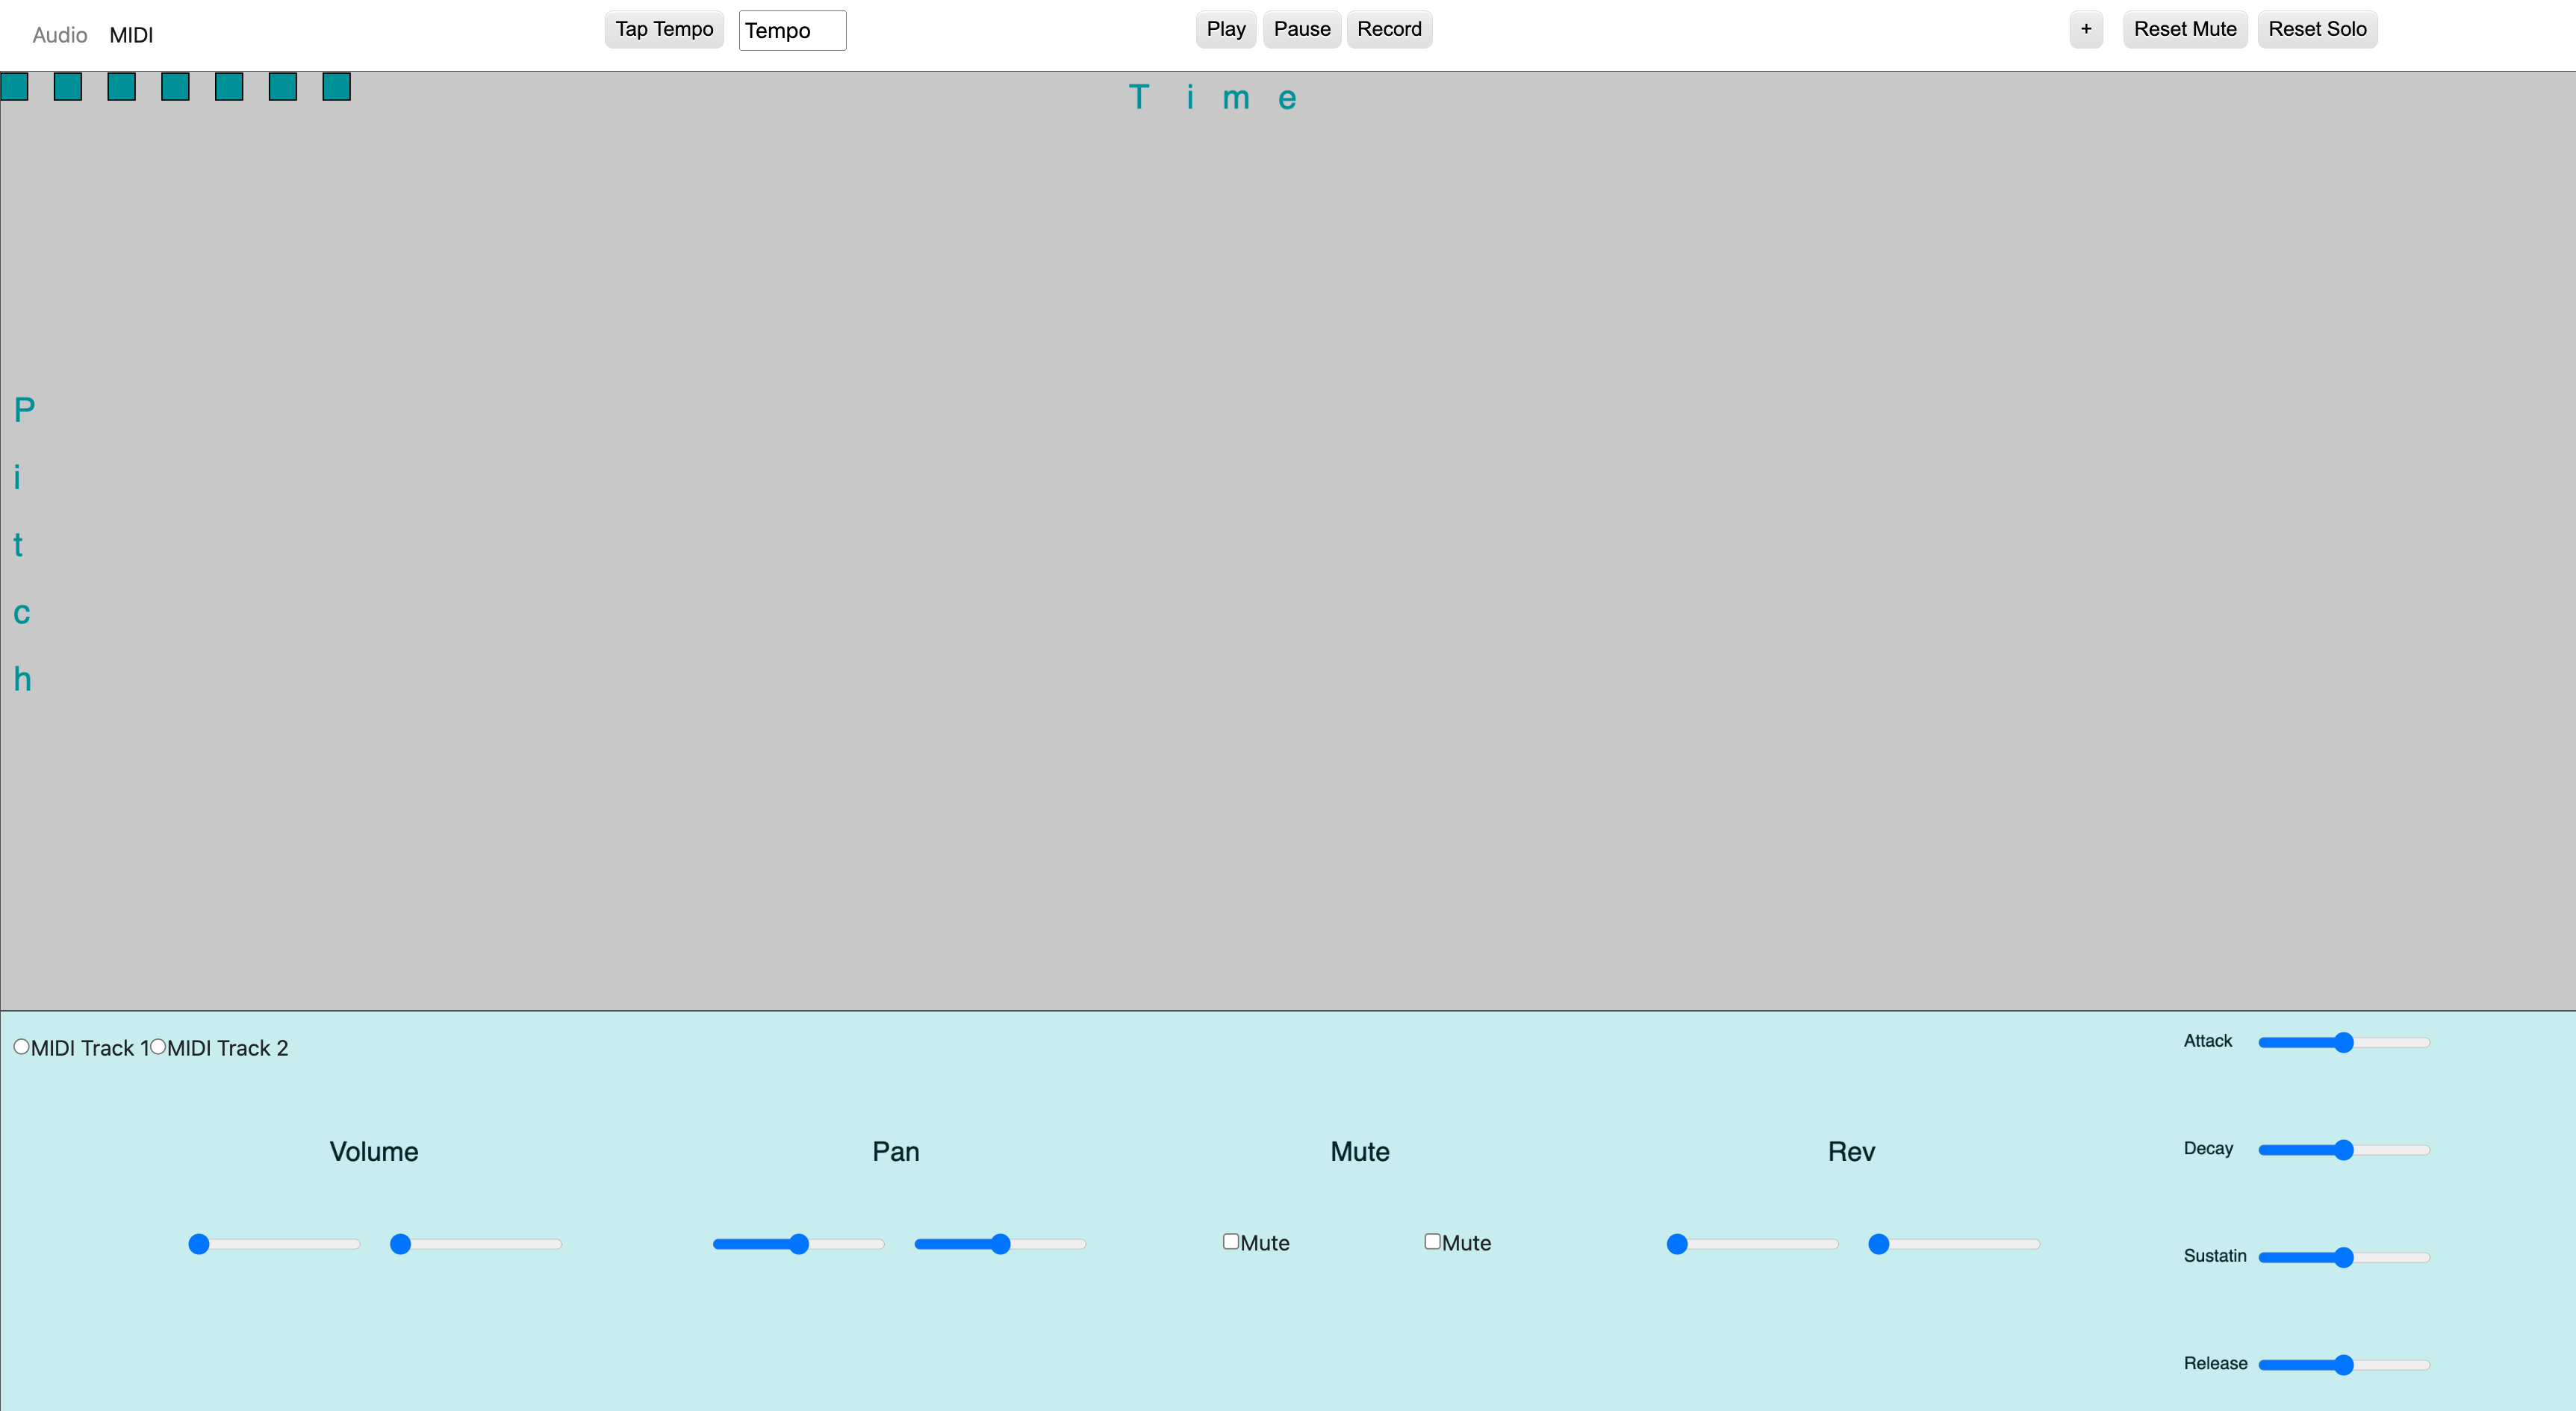 Audio MIDI Tap Tempo Tempo Play Pause Record + Reset Mute Reset Solo
T i m e
P
i
t
c
h
MIDI Track 1 MIDI Track 2 Attack
Volume Pan Mute Rev Decay
Mute Mute Sustatin
Release